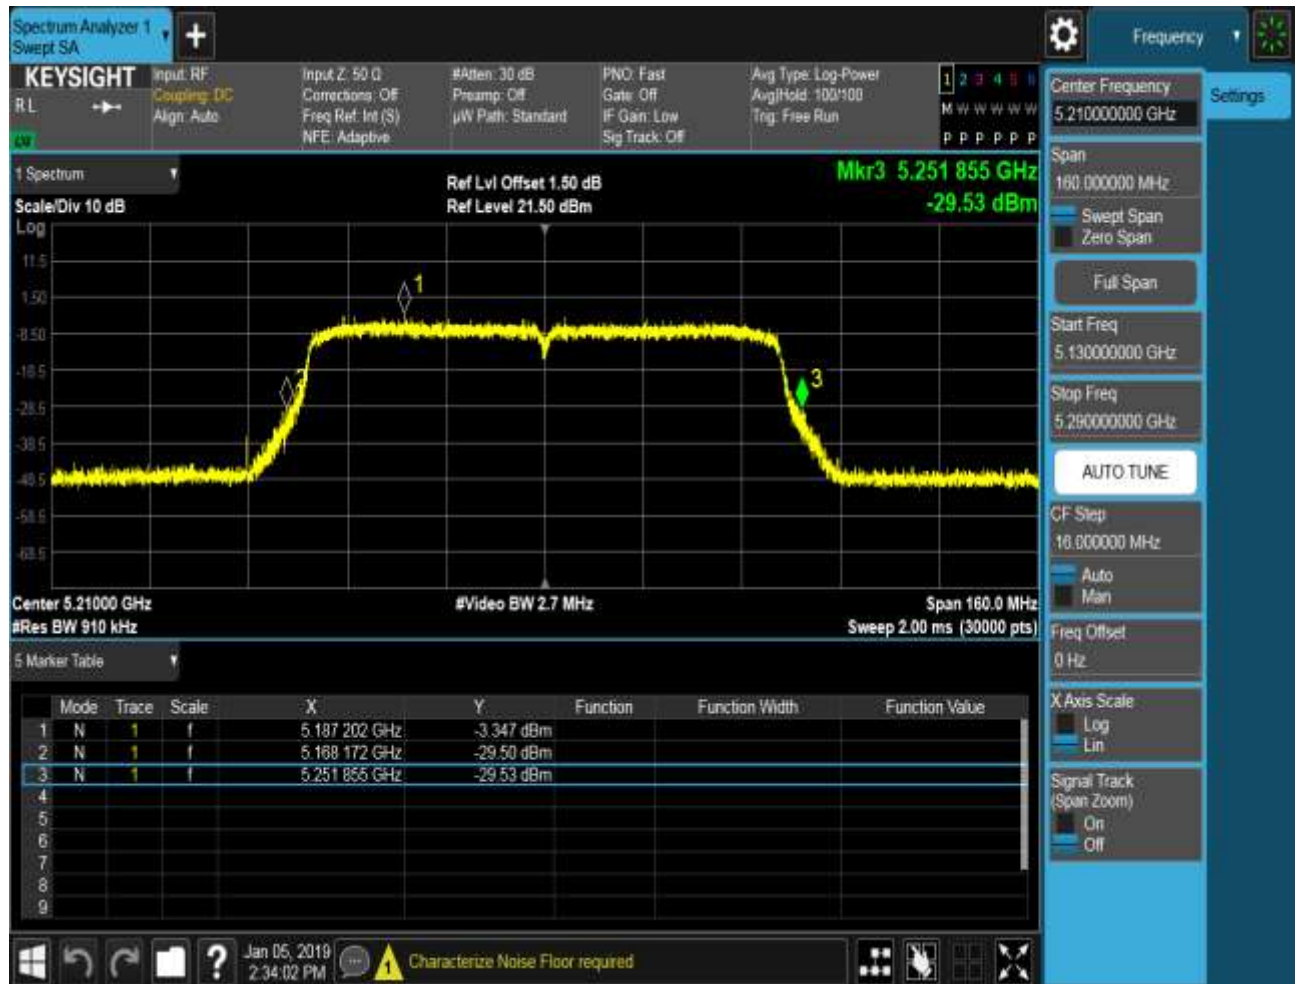 Spectrum Analyzer 1
Swept SA
+
Frequency
KEYSIGHT
RL
Input: RF
Coupling: DC
Align: Auto
Input Z: 50 Ω
Corrections: Off
Freq Ref: Int (S)
NFE: Adaptive
#Atten: 30 dB
Preamp: Off
µW Path: Standard
PNO: Fast
Gate: Off
IF Gain: Low
Sig Track: Off
Avg Type: Log-Power
Avg|Hold: 100/100
Trig: Free Run
1 2 3 4 5 6
M W W W W W
P P P P P P
1 Spectrum
Scale/Div 10 dB
Ref Lvl Offset 1.50 dB
Ref Level 21.50 dBm
Mkr3 5.251 855 GHz
-29.53 dBm
Log
11.5
1.50
-8.50
-18.5
-28.5
-38.5
-48.5
-58.5
-68.5
1
2
3
Center 5.21000 GHz
#Res BW 910 kHz
#Video BW 2.7 MHz
Span 160.0 MHz
Sweep 2.00 ms (30000 pts)
5 Marker Table
Mode Trace Scale X Y Function Function Width Function Value
1 N 1 f 5.187 202 GHz -3.347 dBm
2 N 1 f 5.168 172 GHz -29.50 dBm
3 N 1 f 5.251 855 GHz -29.53 dBm
4
5
6
7
8
9
Jan 05, 2019
2:34:02 PM
?
1
Characterize Noise Floor required
Settings
Center Frequency
5.210000000 GHz
Span
160.000000 MHz
Swept Span
Zero Span
Full Span
Start Freq
5.130000000 GHz
Stop Freq
5.290000000 GHz
AUTO TUNE
CF Step
16.000000 MHz
Auto
Man
Freq Offset
0 Hz
X Axis Scale
Log
Lin
Signal Track
(Span Zoom)
On
Off